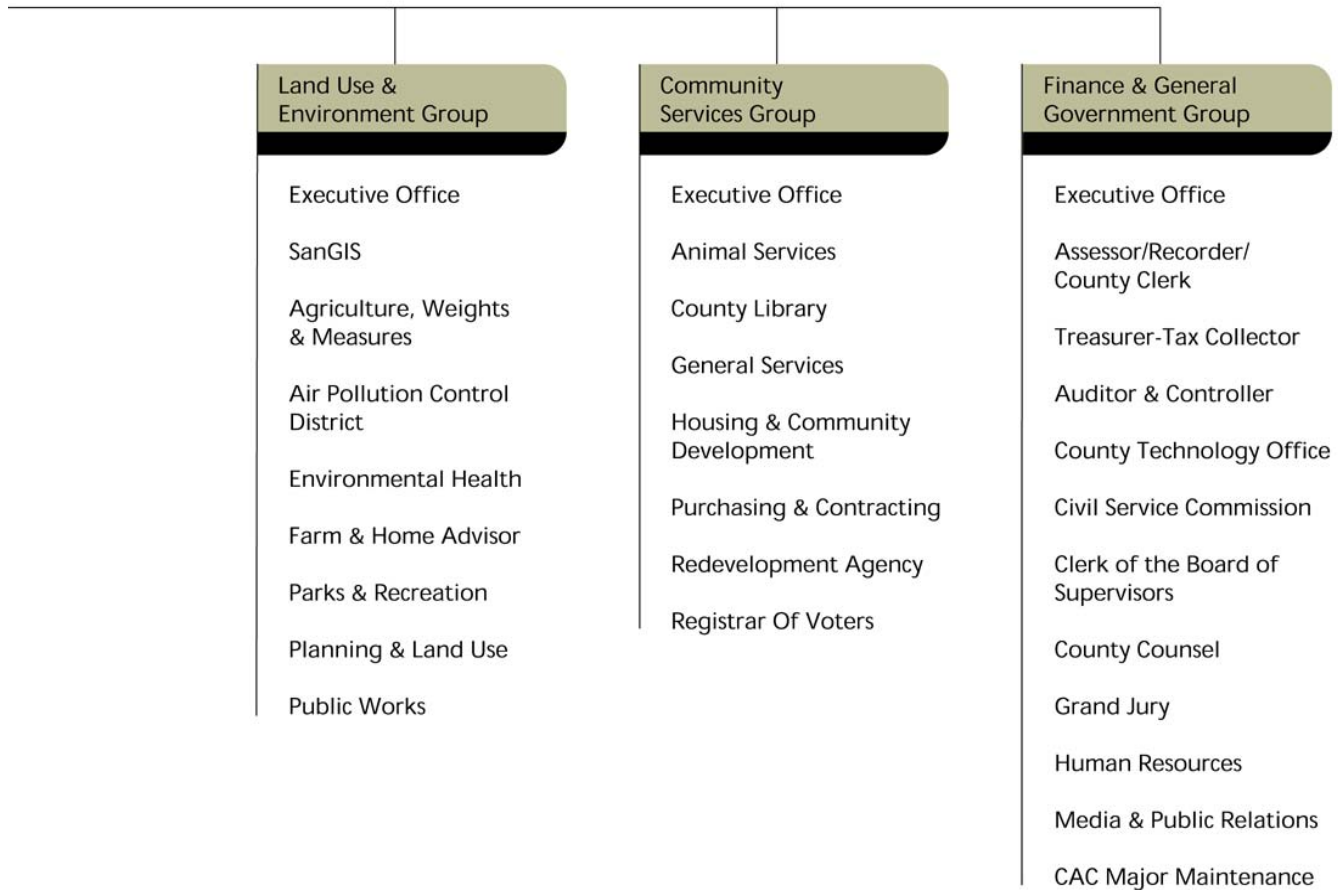 Land Use &
Environment Group
Executive Office
SanGIS
Agriculture, Weights
& Measures
Air Pollution Control
District
Environmental Health
Farm & Home Advisor
Parks & Recreation
Planning & Land Use
Public Works
Community
Services Group
Executive Office
Animal Services
County Library
General Services
Housing & Community
Development
Purchasing & Contracting
Redevelopment Agency
Registrar Of Voters
Finance & General
Government Group
Executive Office
Assessor/Recorder/
County Clerk
Treasurer-Tax Collector
Auditor & Controller
County Technology Office
Civil Service Commission
Clerk of the Board of
Supervisors
County Counsel
Grand Jury
Human Resources
Media & Public Relations
CAC Major Maintenance